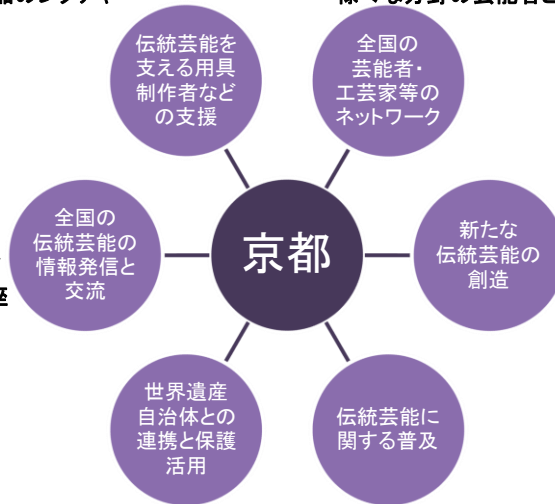 伝統芸能を
支える用具
制作者など
の支援
全国の
芸能者・
工芸家等の
ネットワーク
全国の
伝統芸能の
情報発信と
交流
京都
新たな
伝統芸能の
創造
世界遺産
自治体との
連携と保護
活用
伝統芸能に
関する普及